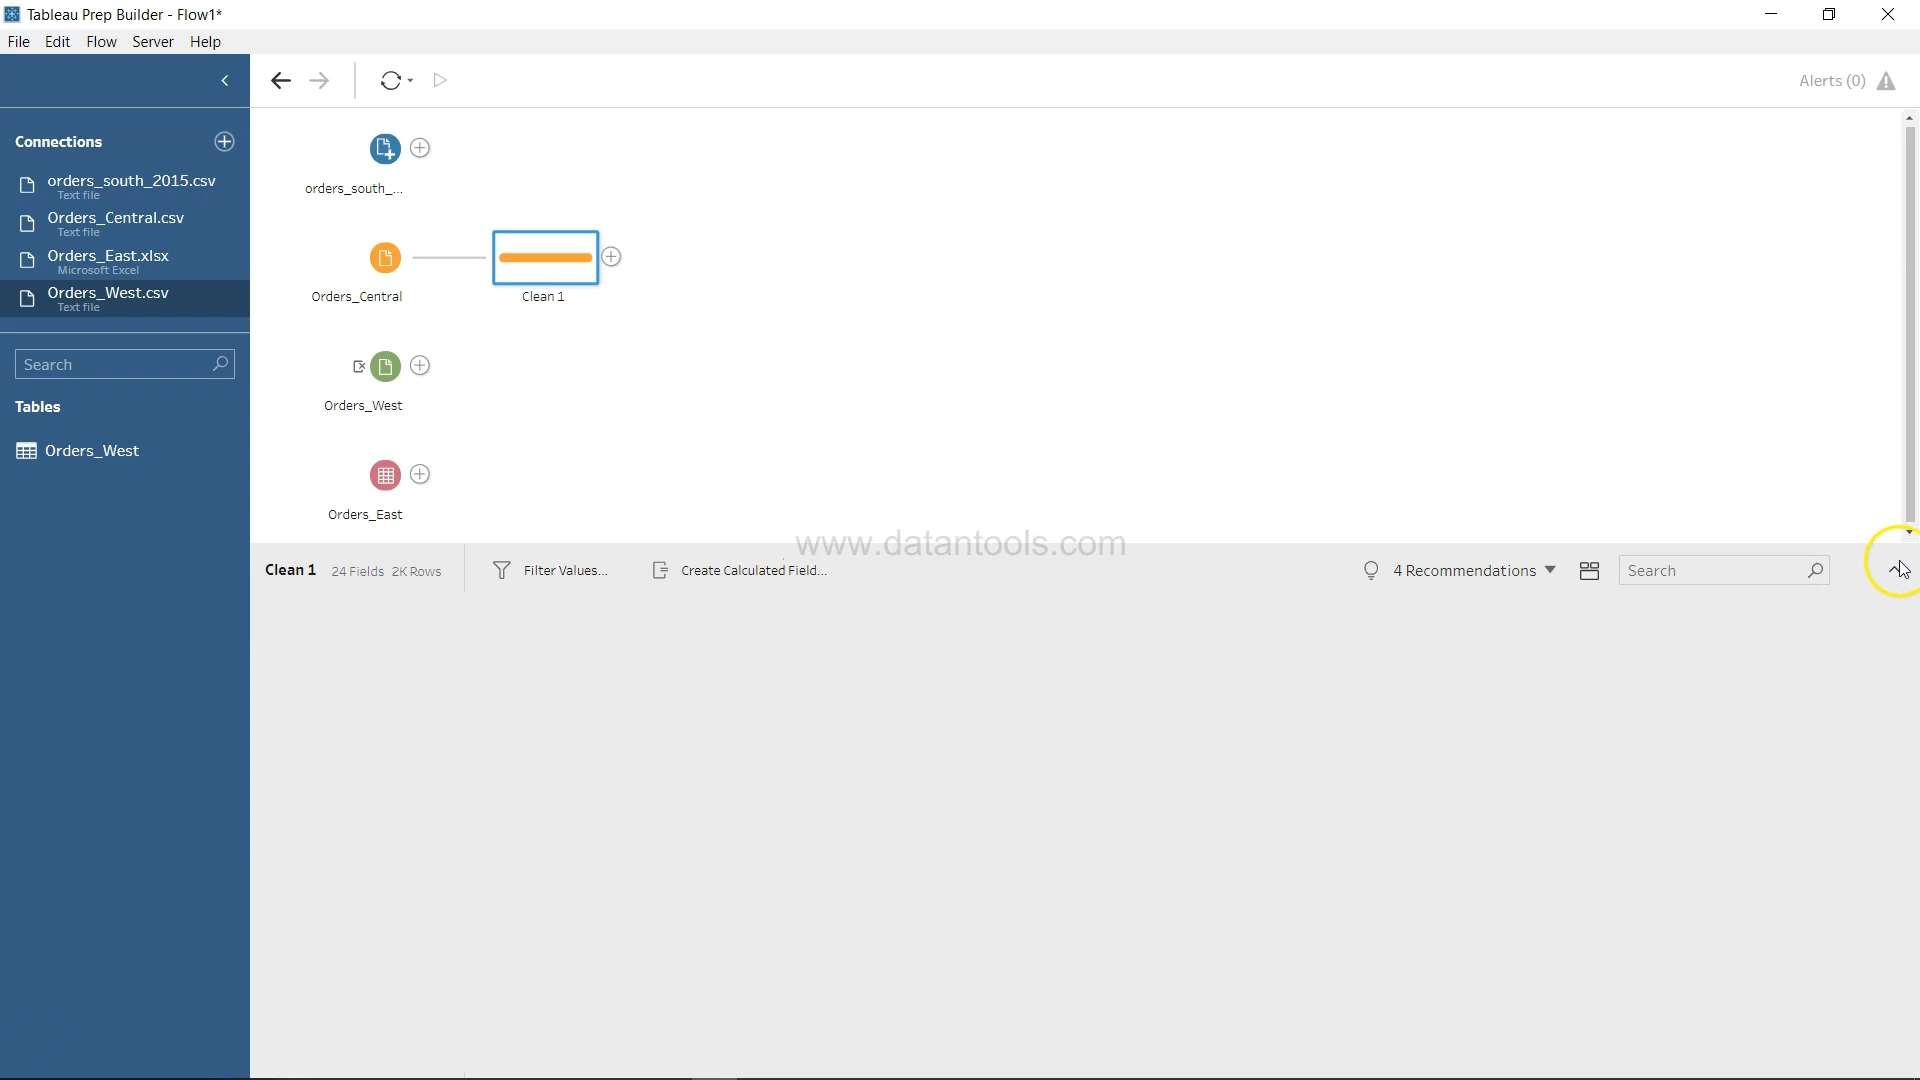 Tableau Prep Builder - Flow1*
File Edit Flow Server Help
Alerts (0)
Connections
orders_south_2015.csv
Text file
Orders_Central.csv
Text file
Orders_East.xlsx
Microsoft Excel
Orders_West.csv
Text file
Search
Tables
Orders_West
orders_south_...
Orders_Central
Clean 1
Orders_West
Orders_East
www.datantools.com
Clean 1 24 Fields 2K Rows Filter Values... Create Calculated Field... 4 Recommendations Search